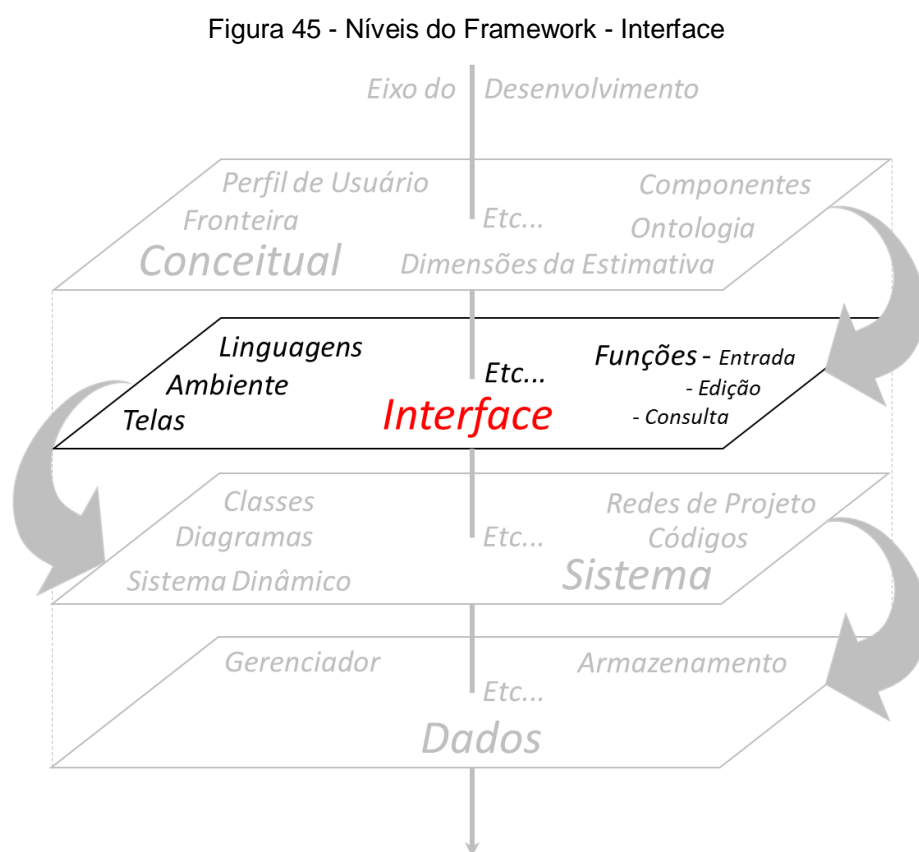 Figura 45 - Níveis do Framework - Interface
Eixo do Desenvolvimento
Perfil de Usuário
Componentes
Fronteira
Etc...
Ontologia
Conceitual
Dimensões da Estimativa
Linguagens
Etc...
Funções - Entrada
Ambiente
- Edição
Telas
Interface
- Consulta
Classes
Redes de Projeto
Diagramas
Etc...
Códigos
Sistema Dinâmico
Sistema
Gerenciador
Armazenamento
Etc...
Dados